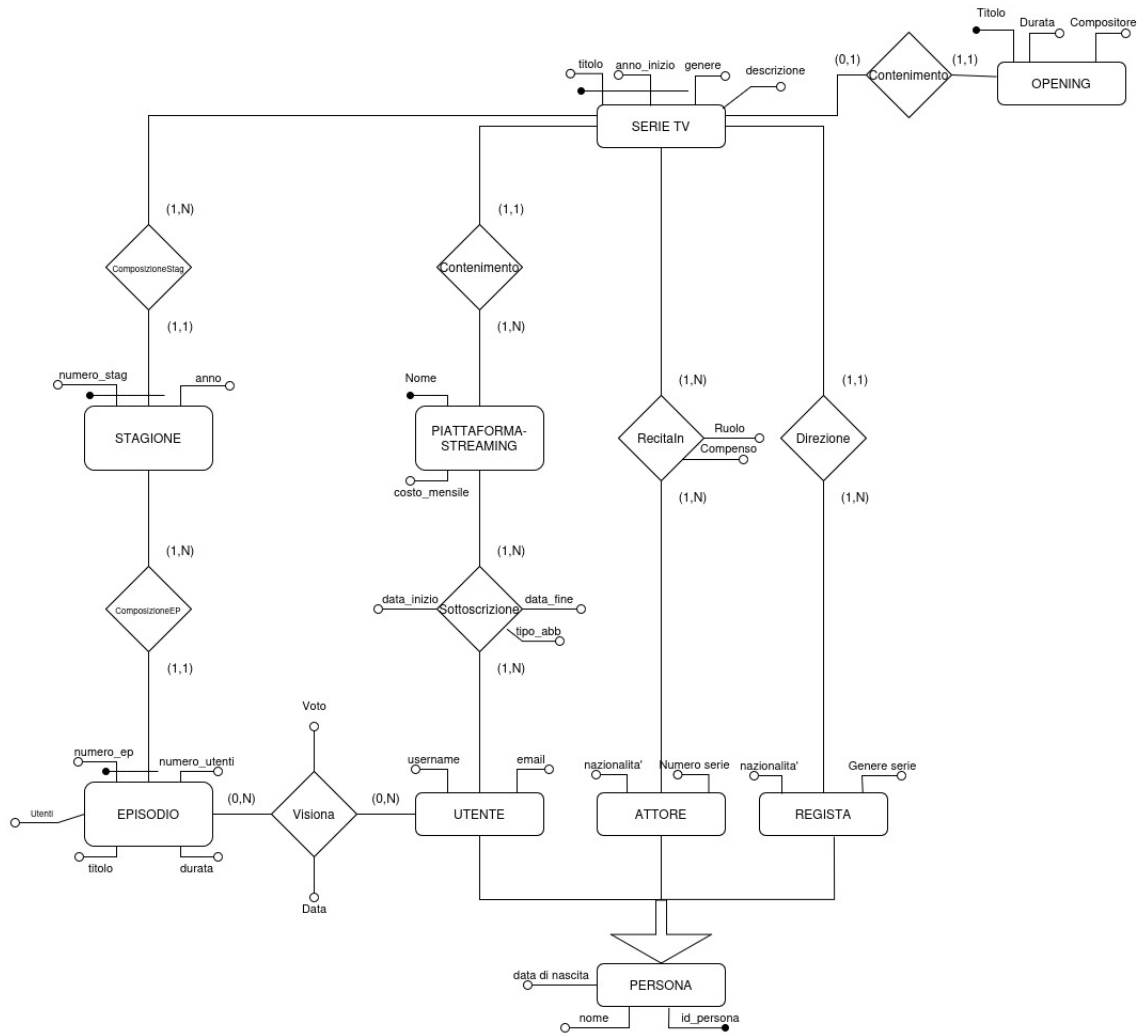 Titolo
Durata
Compositore
(0,1)
Contenimento
(1,1)
OPENING
titolo
anno_inizio
genere
descrizione
SERIE TV
(1,N)
(1,1)
ComposizioneStag
Contenimento
(1,1)
(1,N)
numero_stag
anno
STAGIONE
Nome
PIATTAFORMA-
STREAMING
costo_mensile
(1,N)
RecitaIn
Ruolo
Compenso
(1,N)
(1,1)
Direzione
(1,N)
(1,N)
ComposizioneEP
(1,1)
(1,N)
data_inizio
Sottoscrizione
data_fine
tipo_abb
(1,N)
numero_ep
numero_utenti
Utenti
EPISODIO
titolo
durata
(0,N)
Voto
Visiona
Data
(0,N)
username
email
UTENTE
nazionalita'
Numero serie
ATTORE
nazionalita'
Genere serie
REGISTA
data di nascita
PERSONA
nome
id_persona